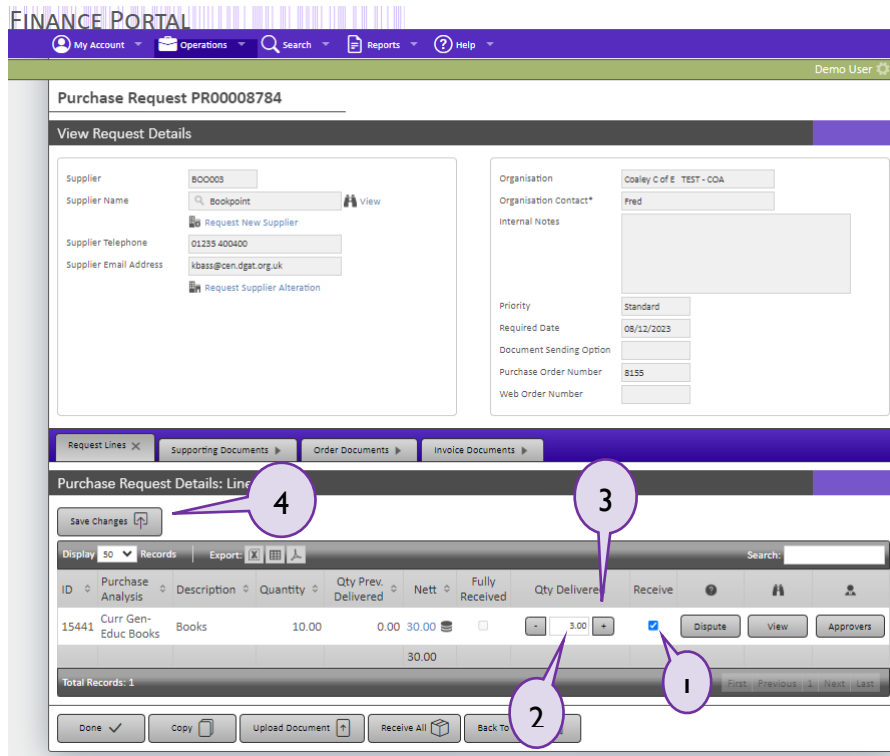 FINANCE PORTAL
My Account Operations Search Reports Help
Demo User
Purchase Request PR00008784
View Request Details
Supplier BOO003
Supplier Name Bookpoint View
Request New Supplier
Supplier Telephone 01235 400400
Supplier Email Address kbass@cen.dgat.org.uk
Request Supplier Alteration
Organisation Coaley C of E TEST - COA
Organisation Contact* Fred
Internal Notes
Priority Standard
Required Date 08/12/2023
Document Sending Option
Purchase Order Number 8155
Web Order Number
Request Lines Supporting Documents Order Documents Invoice Documents
Purchase Request Details: Line
4
3
Save Changes
Display 50 Records Export: Search:
ID Purchase Analysis Description Quantity Qty Prev. Delivered Nett Fully Received Qty Delivered Receive
15441 Curr Gen-Educ Books Books 10.00 0.00 30.00 - 3.00 + Dispute View Approvers
30.00
Total Records: 1 First Previous 1 Next Last
1
2
Done Copy Upload Document Receive All Back To